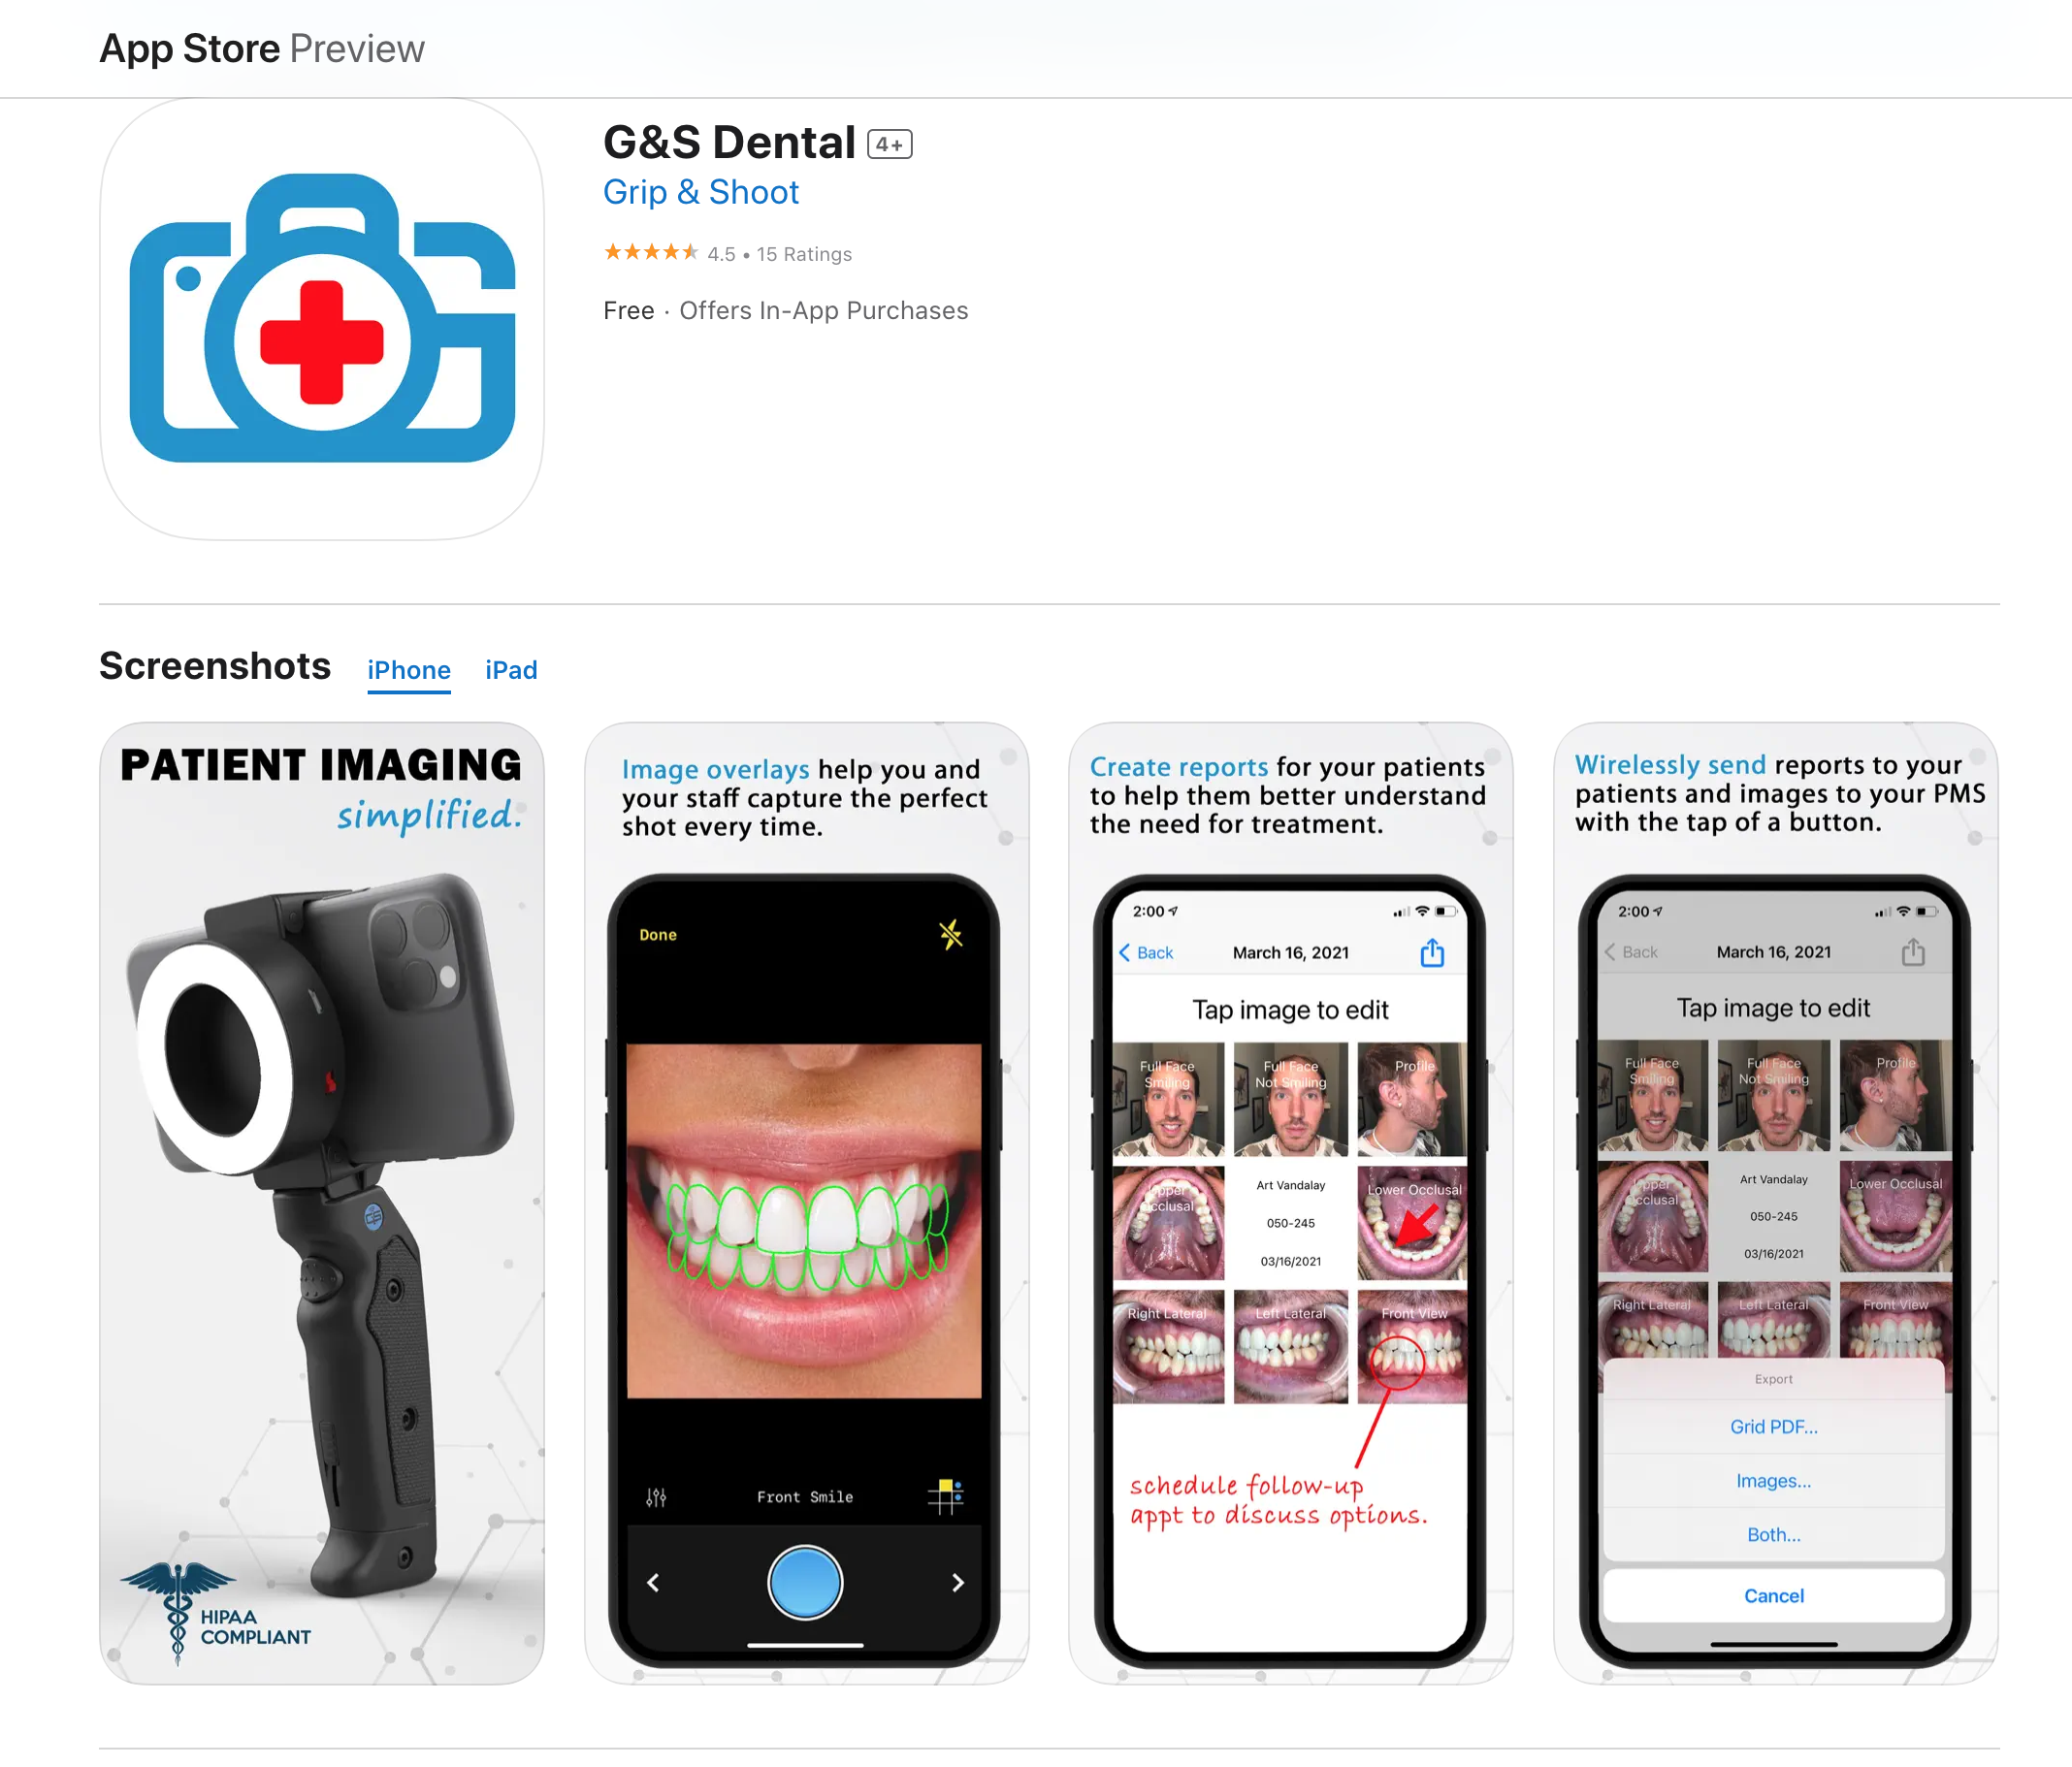 App Store Preview
G&S Dental 4+
Grip & Shoot
4.5 • 15 Ratings
Free · Offers In-App Purchases
Screenshots iPhone iPad
PATIENT IMAGING
simplified.
HIPAA
COMPLIANT
Image overlays help you and
your staff capture the perfect
shot every time.
Done
Front Smile
Create reports for your patients
to help them better understand
the need for treatment.
2:00
Back March 16, 2021
Tap image to edit
Full Face
Smiling
Full Face
Not Smiling
Profile
Upper
Occlusal
Art Vandalay
050-245
03/16/2021
Lower Occlusal
Right Lateral
Left Lateral
Front View
schedule follow-up
appt to discuss options.
Wirelessly send reports to your
patients and images to your PMS
with the tap of a button.
2:00
Back March 16, 2021
Tap image to edit
Full Face
Smiling
Full Face
Not Smiling
Profile
Upper
Occlusal
Art Vandalay
050-245
03/16/2021
Lower Occlusal
Right Lateral
Left Lateral
Front View
Export
Grid PDF...
Images...
Both...
Cancel